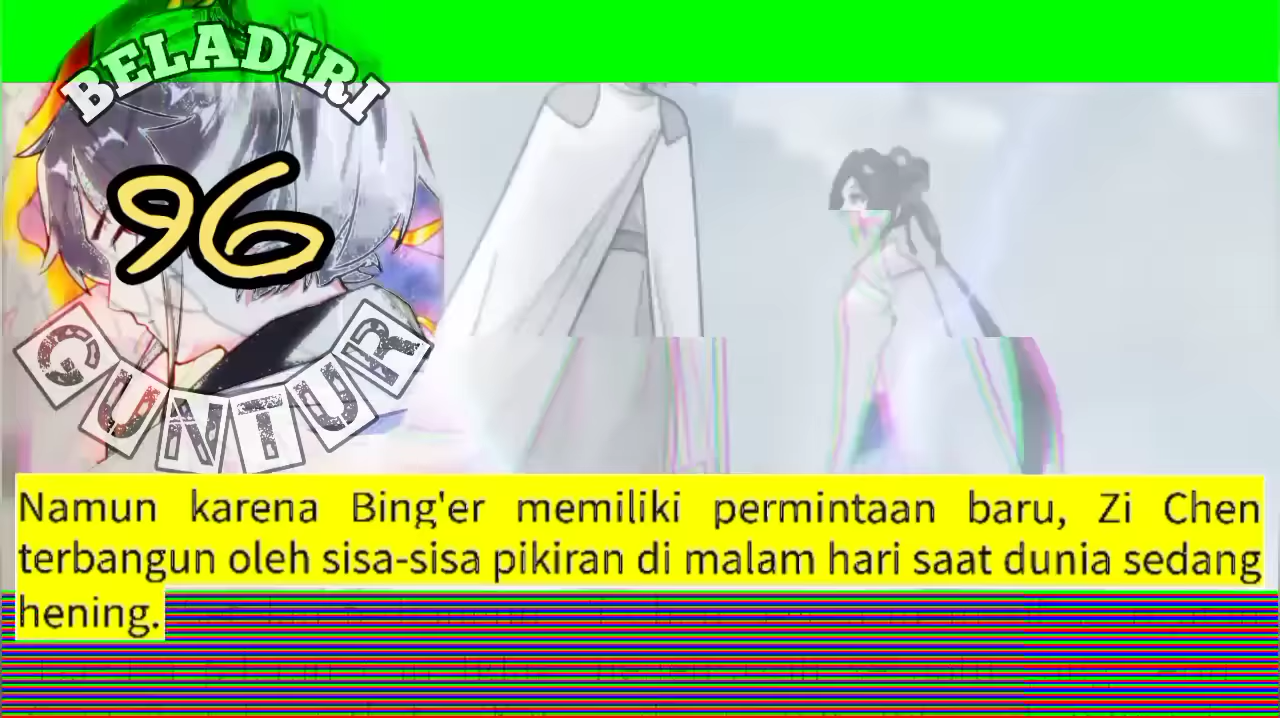 BELADIRI
96
GUNTUR
Namun karena Bing'er memiliki permintaan baru, Zi Chen
terbangun oleh sisa-sisa pikiran di malam hari saat dunia sedang
hening.